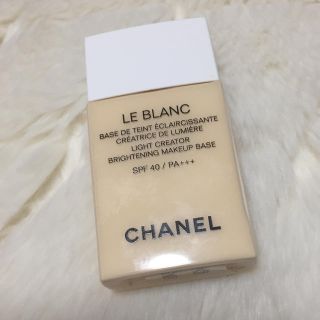 LE BLANC
BASE DE TEINT ÉCLAIRCISSANTE
CRÉATRICE DE LUMIÈRE
LIGHT CREATOR
BRIGHTENING MAKEUP BASE
SPF 40 / PA+++
CHANEL